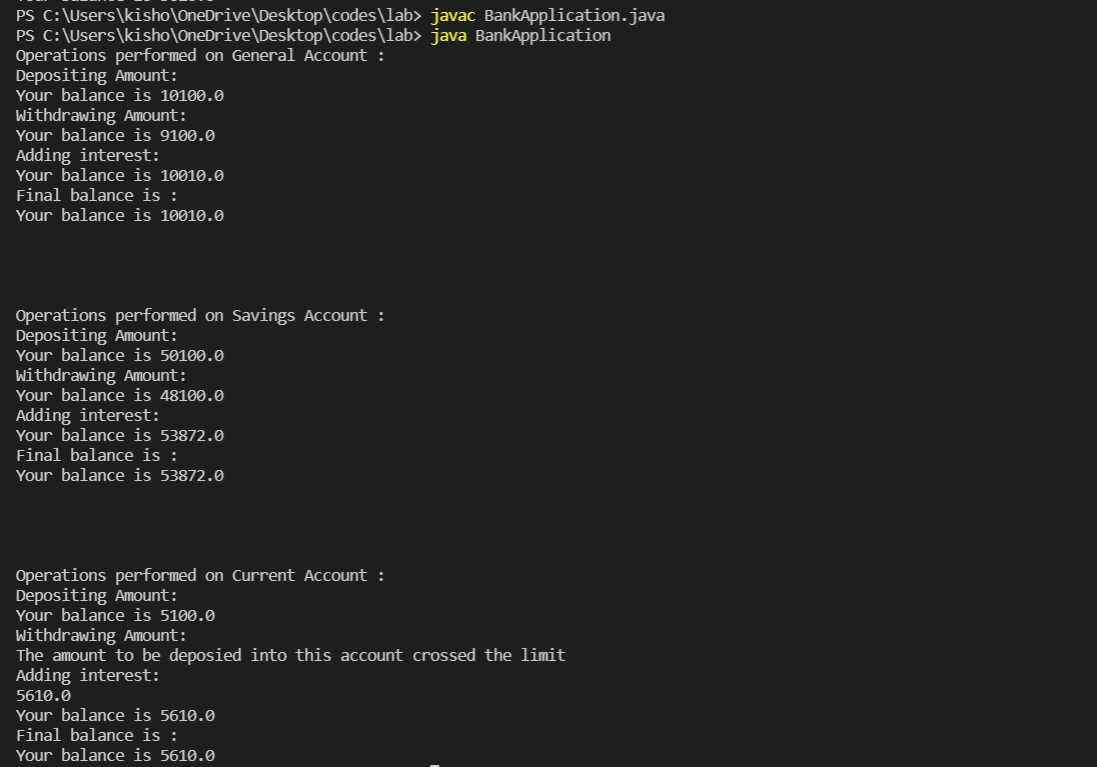 Your balance is 5610.0
PS C:\Users\kisho\OneDrive\Desktop\codes\lab> javac BankApplication.java
PS C:\Users\kisho\OneDrive\Desktop\codes\lab> java BankApplication
Operations performed on General Account :
Depositing Amount:
Your balance is 10100.0
Withdrawing Amount:
Your balance is 9100.0
Adding interest:
Your balance is 10010.0
Final balance is :
Your balance is 10010.0
Operations performed on Savings Account :
Depositing Amount:
Your balance is 50100.0
Withdrawing Amount:
Your balance is 48100.0
Adding interest:
Your balance is 53872.0
Final balance is :
Your balance is 53872.0
Operations performed on Current Account :
Depositing Amount:
Your balance is 5100.0
Withdrawing Amount:
The amount to be deposied into this account crossed the limit
Adding interest:
5610.0
Your balance is 5610.0
Final balance is :
Your balance is 5610.0